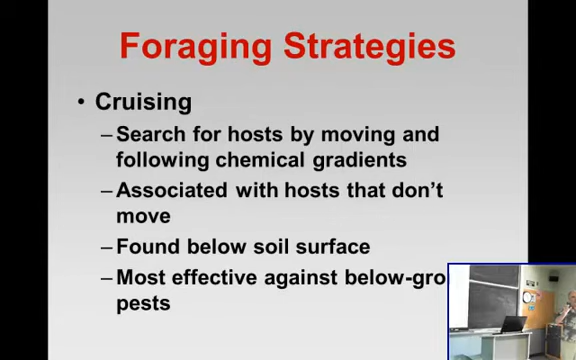 Foraging Strategies
• Cruising
–Search for hosts by moving and
following chemical gradients
–Associated with hosts that don't
move
–Found below soil surface
–Most effective against below-gro
pests